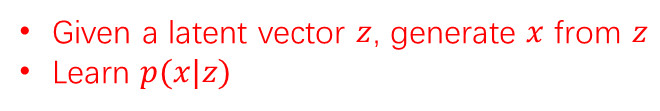 • Given a latent vector 𝑧, generate 𝑥 from 𝑧
• Learn 𝑝(𝑥|𝑧)